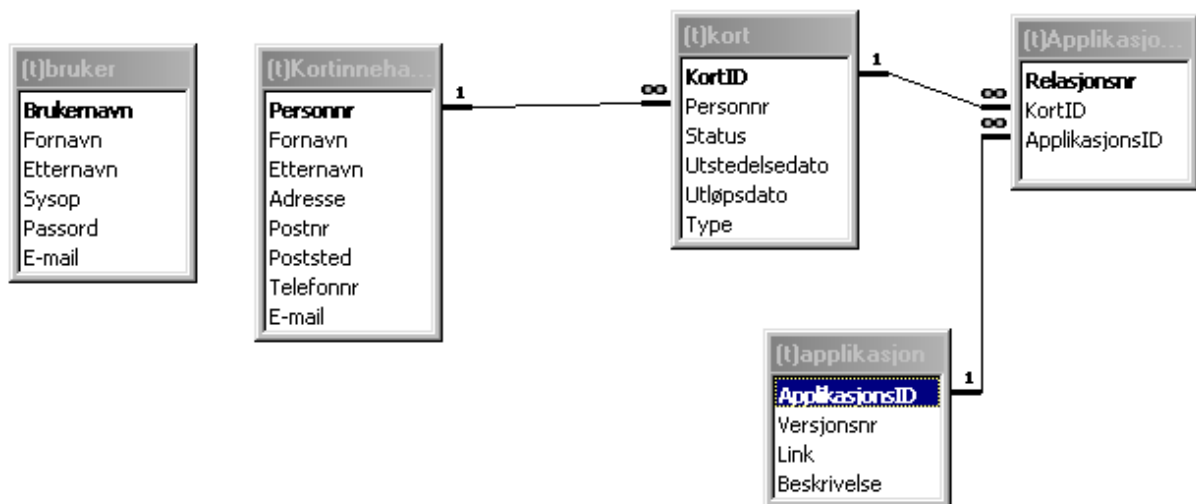 (t)bruker
Brukernavn
Fornavn
Etternavn
Sysop
Passord
E-mail
(t)Kortinneha...
Personnr
Fornavn
Etternavn
Adresse
Postnr
Poststed
Telefonnr
E-mail
1
∞
(t)kort
KortID
Personnr
Status
Utstedelsedato
Utløpsdato
Type
1
∞
∞
(t)Applikasjo...
Relasjonsnr
KortID
ApplikasjonsID
(t)applikasjon
ApplikasjonsID
Versjonsnr
Link
Beskrivelse
1